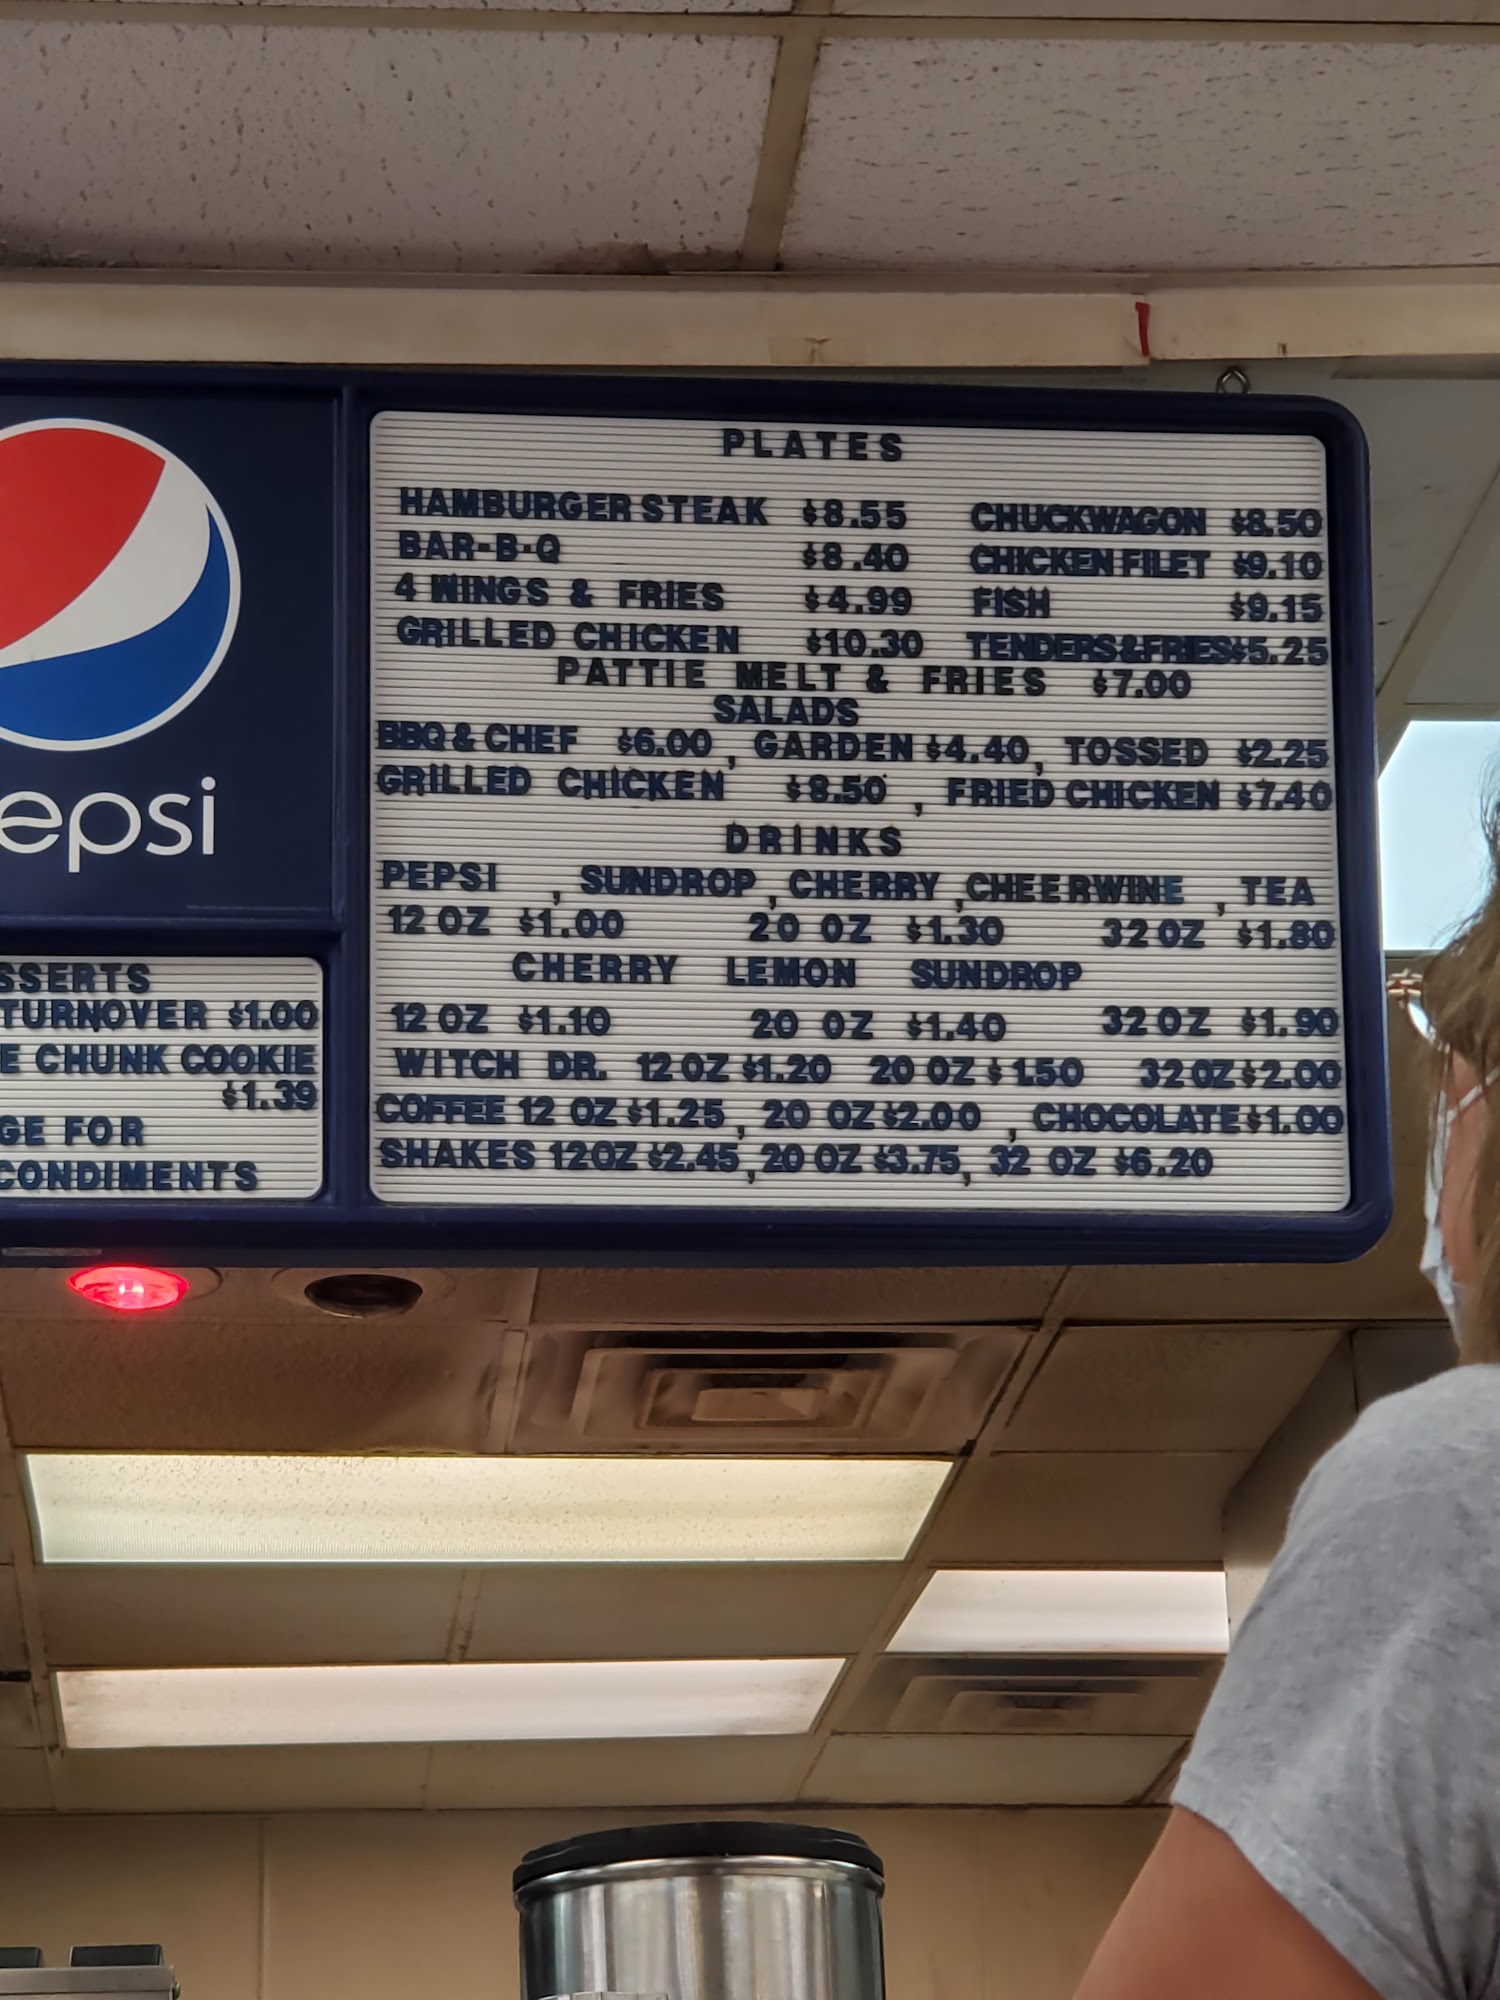 PLATES
HAMBURGER STEAK $8.55 CHUCKWAGON $8.50
BAR-B-Q $8.40 CHICKEN FILET $9.10
4 WINGS & FRIES $4.99 FISH $9.15
GRILLED CHICKEN $10.30 TENDERS&FRIES$5.25
PATTIE MELT & FRIES $7.00
SALADS
BBQ & CHEF $6.00, GARDEN $4.40, TOSSED $2.25
GRILLED CHICKEN $8.50, FRIED CHICKEN $7.40
DRINKS
PEPSI, SUNDROP, CHERRY, CHEERWINE, TEA
12 OZ $1.00 20 OZ $1.30 32 OZ $1.80
CHERRY LEMON SUNDROP
12 OZ $1.10 20 OZ $1.40 32 OZ $1.90
WITCH DR. 12 OZ $1.20 20 OZ $1.50 32 OZ $2.00
COFFEE 12 OZ $1.25, 20 OZ $2.00, CHOCOLATE $1.00
SHAKES 12OZ $2.45, 20 OZ $3.75, 32 OZ $6.20
epsi
SSERTS
TURNOVER $1.00
E CHUNK COOKIE
$1.39
GE FOR
CONDIMENTS